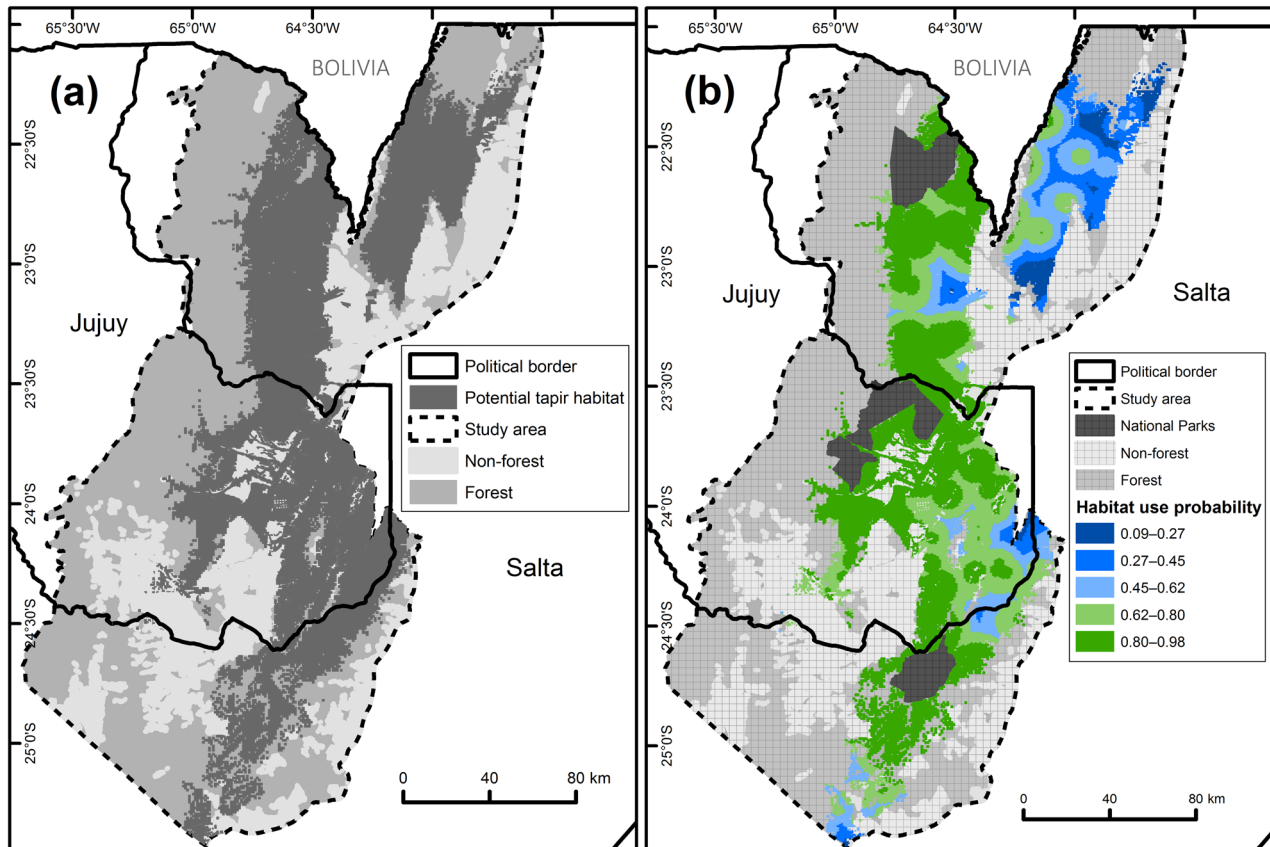 65°30'W 65°0'W 64°30'W
(a)
BOLIVIA
22°30'S
23°0'S
23°30'S
24°0'S
24°30'S
25°0'S
Jujuy
Salta
Political border
Potential tapir habitat
Study area
Non-forest
Forest
0 40 80 km
65°30'W 65°0'W 64°30'W
(b)
BOLIVIA
22°30'S
23°0'S
23°30'S
24°0'S
24°30'S
25°0'S
Jujuy
Salta
Political border
Study area
National Parks
Non-forest
Forest
Habitat use probability
0.09–0.27
0.27–0.45
0.45–0.62
0.62–0.80
0.80–0.98
0 40 80 km